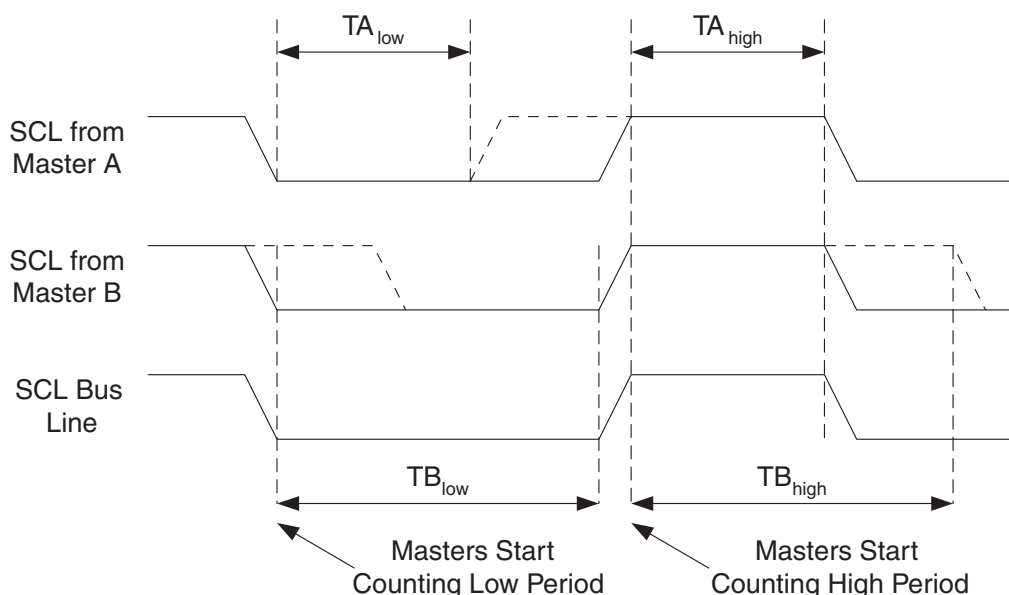 TA low
TA high
SCL from
Master A
SCL from
Master B
SCL Bus
Line
TB low
TB high
Masters Start
Counting Low Period
Masters Start
Counting High Period